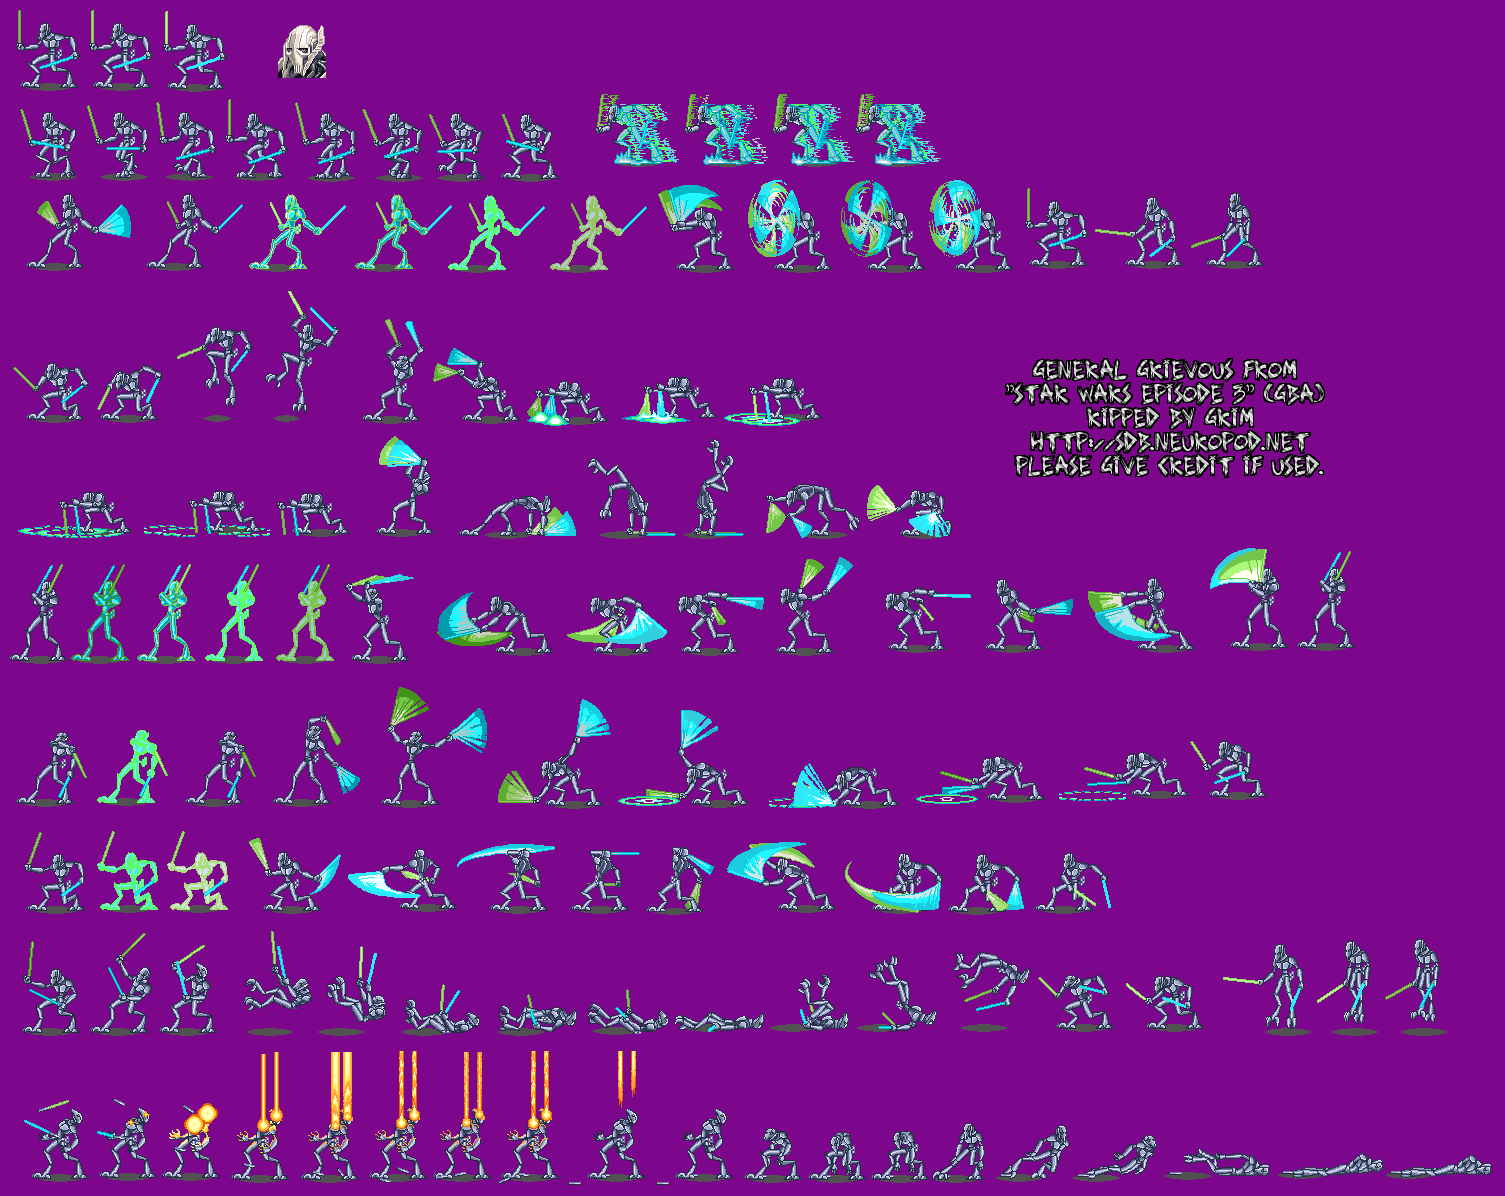 GENERAL GRIEVOUS FROM
"STAR WARS EPISODE 3" (GBA)
RIPPED BY GRIM
HTTP://SDB.NEUROPOD.NET
PLEASE GIVE CREDIT IF USED.